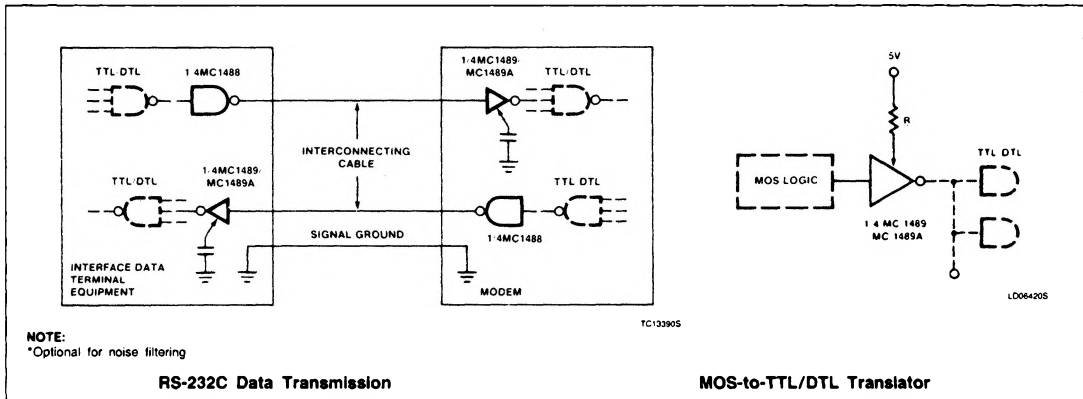 TTL DTL
1 4MC1488
1/4MC1489/
MC1489A
TTL/DTL
INTERCONNECTING
CABLE
TTL/DTL
1/4MC1489/
MC1489A
TTL DTL
1/4MC1488
SIGNAL GROUND
INTERFACE DATA
TERMINAL
EQUIPMENT
MODEM
TC13390S
NOTE:
*Optional for noise filtering
RS-232C Data Transmission
5V
R
MOS LOGIC
TTL DTL
1 4 MC 1489
MC 1489A
LD06420S
MOS-to-TTL/DTL Translator